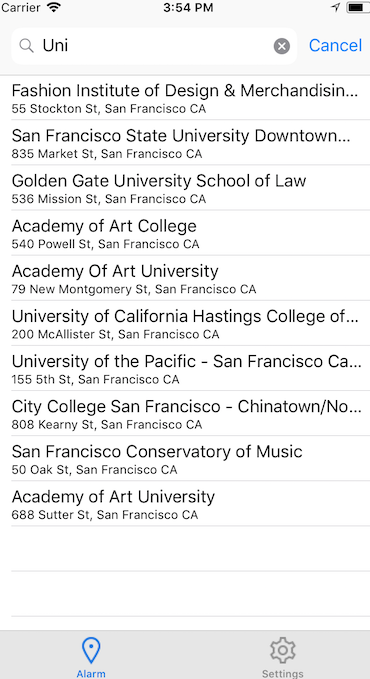 Carrier 3:54 PM
Uni Cancel
Fashion Institute of Design & Merchandisin...
55 Stockton St, San Francisco CA
San Francisco State University Downtown...
835 Market St, San Francisco CA
Golden Gate University School of Law
536 Mission St, San Francisco CA
Academy of Art College
540 Powell St, San Francisco CA
Academy Of Art University
79 New Montgomery St, San Francisco CA
University of California Hastings College of...
200 McAllister St, San Francisco CA
University of the Pacific - San Francisco Ca...
155 5th St, San Francisco CA
City College San Francisco - Chinatown/No...
808 Kearny St, San Francisco CA
San Francisco Conservatory of Music
50 Oak St, San Francisco CA
Academy of Art University
688 Sutter St, San Francisco CA
Alarm Settings